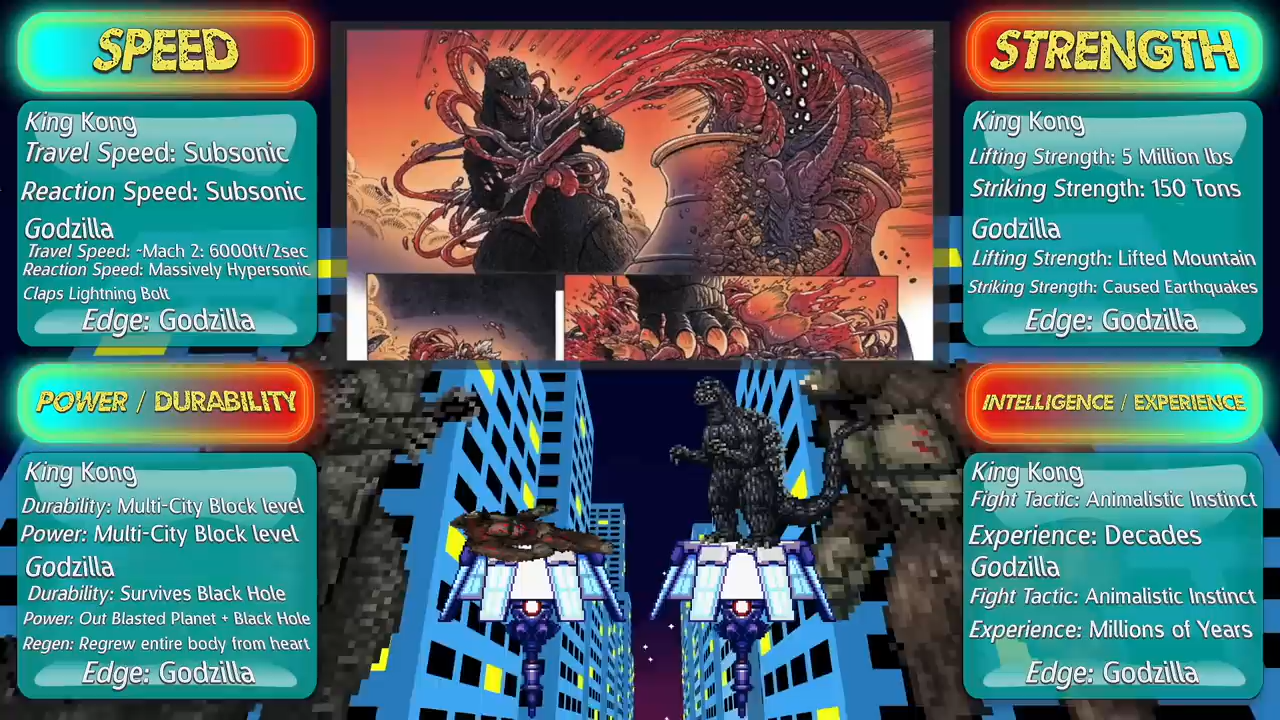 SPEED
King Kong
Travel Speed: Subsonic
Reaction Speed: Subsonic
Godzilla
Travel Speed: ~Mach 2: 6000ft/2sec
Reaction Speed: Massively Hypersonic
Claps Lightning Bolt
Edge: Godzilla
STRENGTH
King Kong
Lifting Strength: 5 Million lbs
Striking Strength: 150 Tons
Godzilla
Lifting Strength: Lifted Mountain
Striking Strength: Caused Earthquakes
Edge: Godzilla
POWER / DURABILITY
King Kong
Durability: Multi-City Block level
Power: Multi-City Block level
Godzilla
Durability: Survives Black Hole
Power: Out Blasted Planet + Black Hole
Regen: Regrew entire body from heart
Edge: Godzilla
INTELLIGENCE / EXPERIENCE
King Kong
Fight Tactic: Animalistic Instinct
Experience: Decades
Godzilla
Fight Tactic: Animalistic Instinct
Experience: Millions of Years
Edge: Godzilla